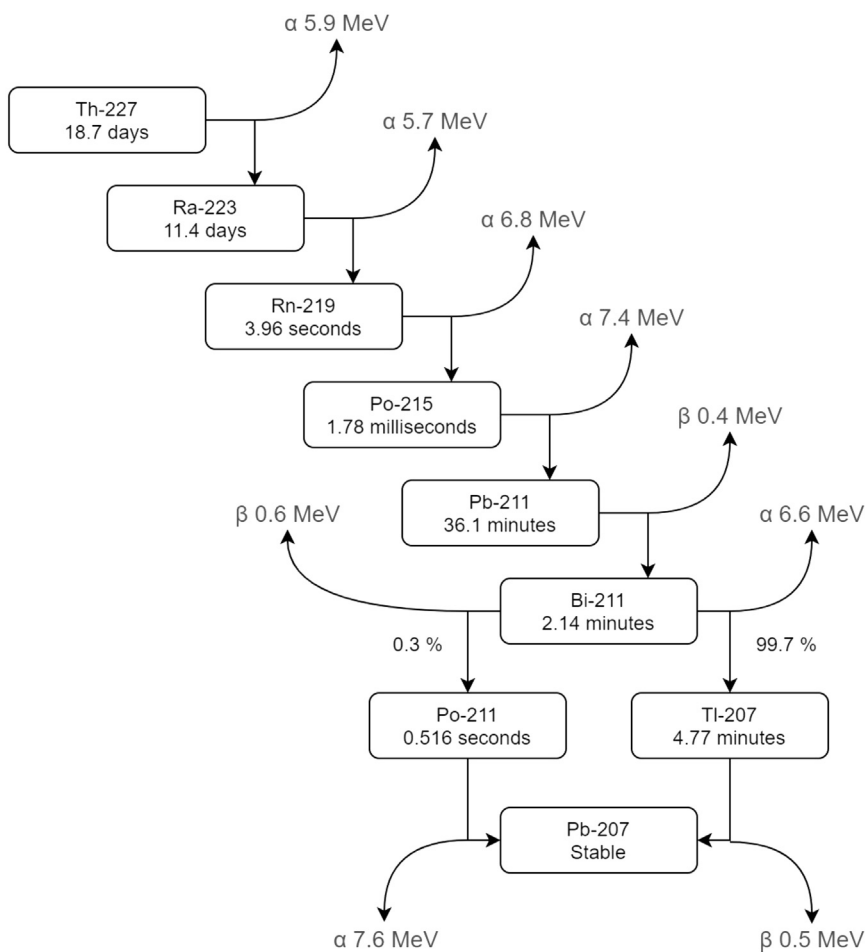 α 5.9 MeV
Th-227
18.7 days
α 5.7 MeV
Ra-223
11.4 days
α 6.8 MeV
Rn-219
3.96 seconds
α 7.4 MeV
Po-215
1.78 milliseconds
β 0.4 MeV
Pb-211
36.1 minutes
β 0.6 MeV
α 6.6 MeV
Bi-211
2.14 minutes
0.3 %
99.7 %
Po-211
0.516 seconds
Tl-207
4.77 minutes
Pb-207
Stable
α 7.6 MeV
β 0.5 MeV